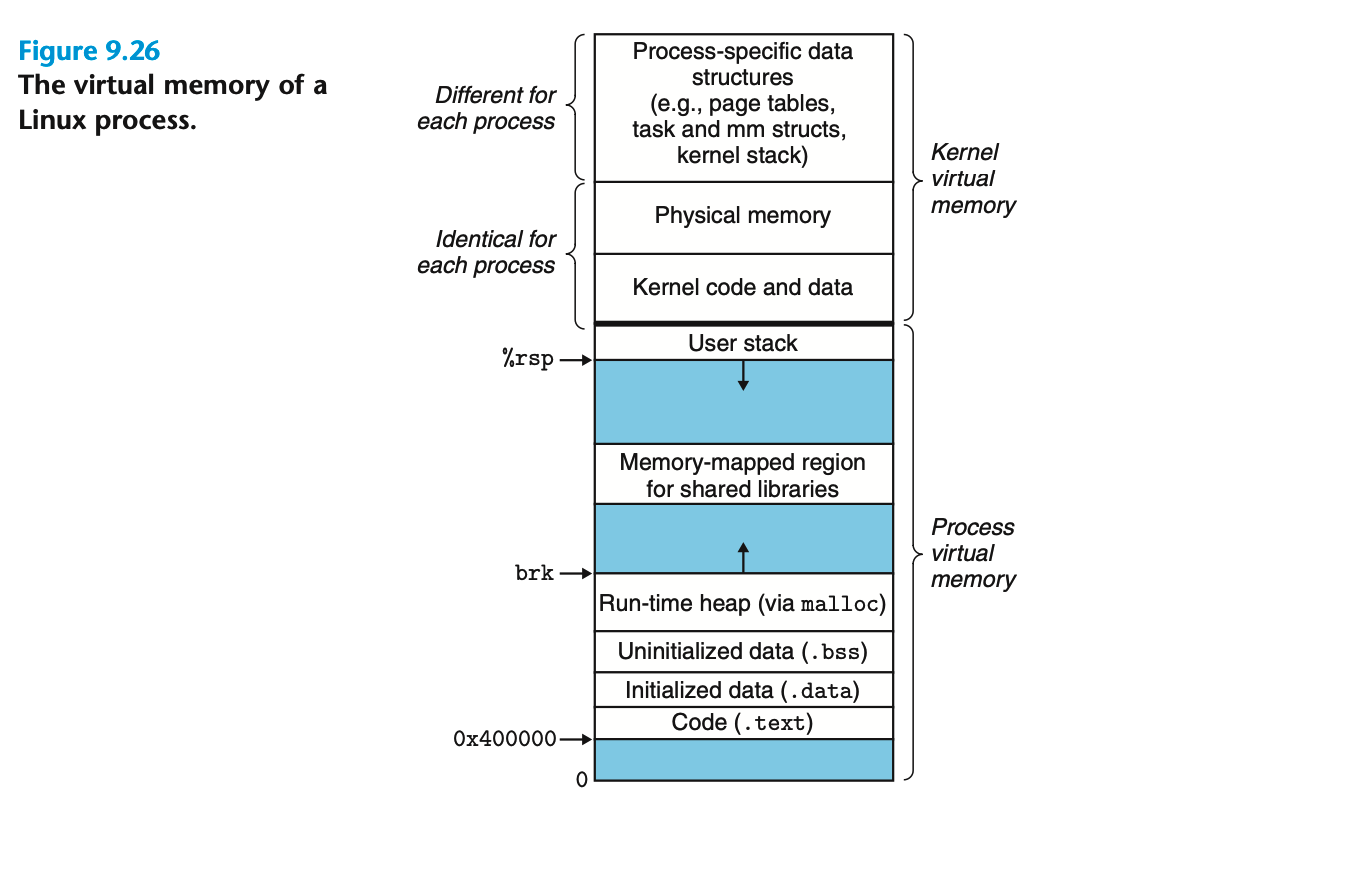 Figure 9.26
The virtual memory of a
Linux process.
Different for
each process
Process-specific data
structures
(e.g., page tables,
task and mm structs,
kernel stack)
Kernel
virtual
memory
Identical for
each process
Physical memory
Kernel code and data
User stack
%rsp
Memory-mapped region
for shared libraries
Process
virtual
memory
brk
Run-time heap (via malloc)
Uninitialized data (.bss)
Initialized data (.data)
Code (.text)
0x400000
0